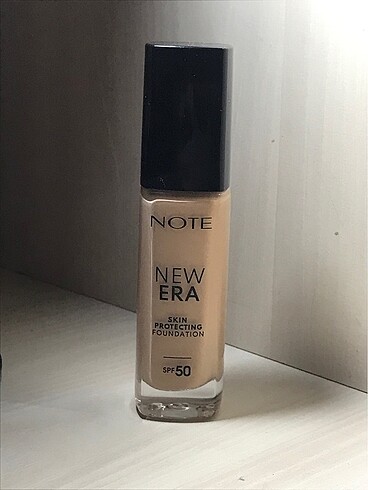 NOTE
NEW
ERA
SKIN
PROTECTING
FOUNDATION
SPF50